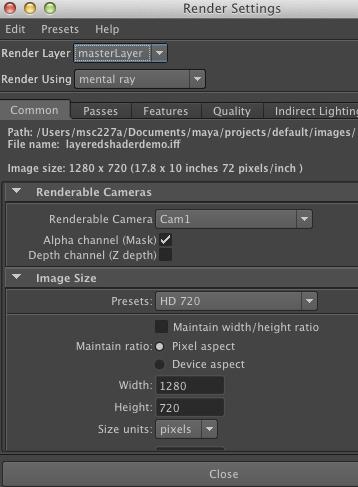 Render Settings
Edit Presets Help
Render Layer masterLayer
Render Using mental ray
Common Passes Features Quality Indirect Lighting
Path: /Users/msc227a/Documents/maya/projects/default/images/
File name: layeredshaderdemo.iff
Image size: 1280 x 720 (17.8 x 10 inches 72 pixels/inch )
Renderable Cameras
Renderable Camera Cam1
Alpha channel (Mask)
Depth channel (Z depth)
Image Size
Presets: HD 720
Maintain width/height ratio
Maintain ratio: Pixel aspect
Device aspect
Width: 1280
Height: 720
Size units: pixels
Close